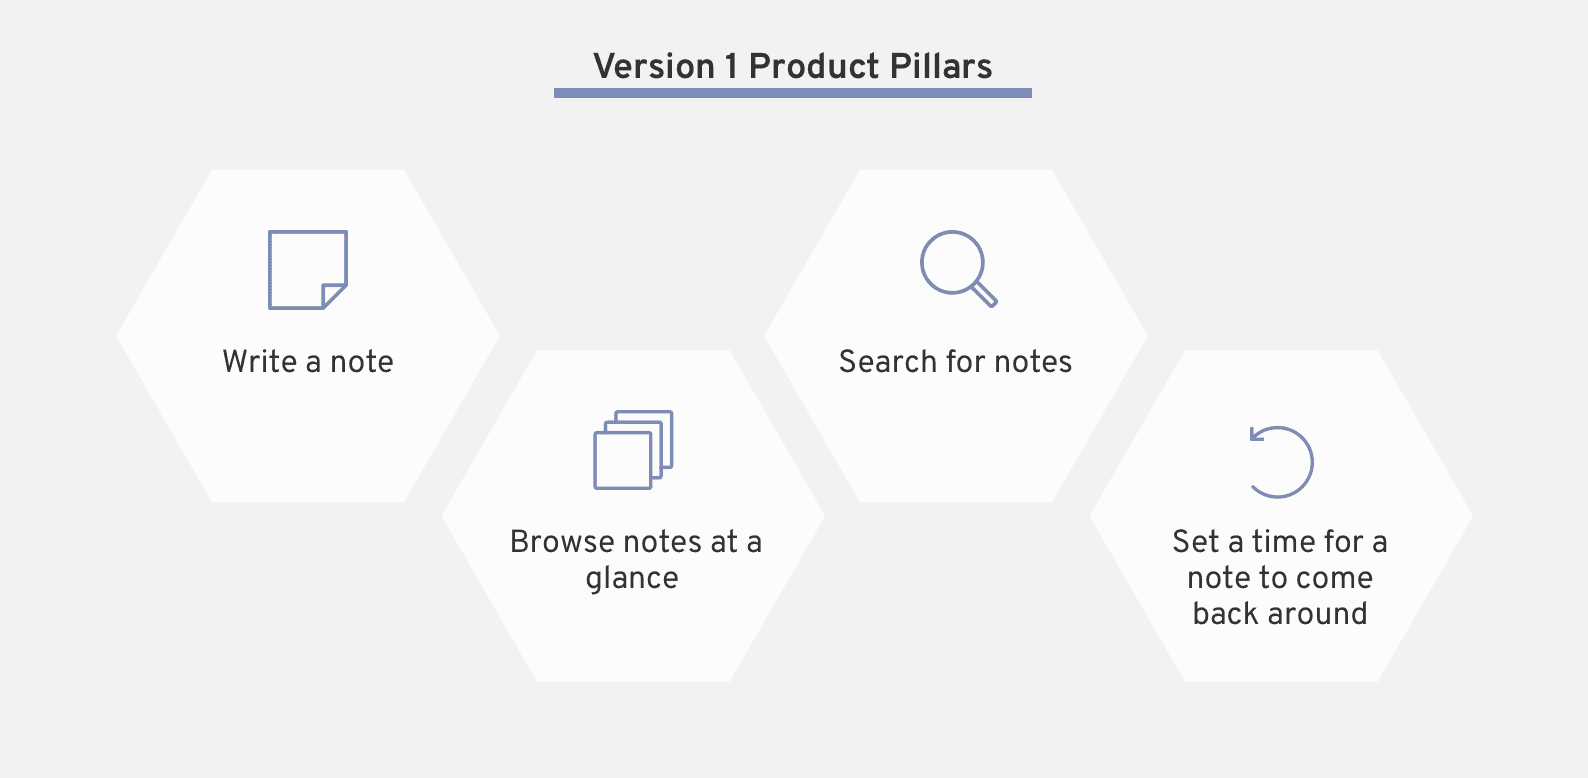 Version 1 Product Pillars
Write a note
Browse notes at a
glance
Search for notes
Set a time for a
note to come
back around